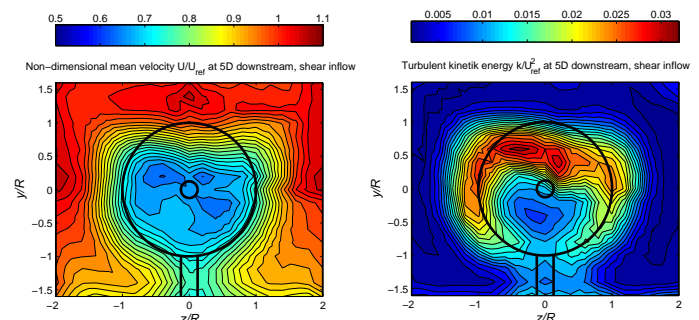 0.5 0.6 0.7 0.8 0.9 1 1.1
0.005 0.01 0.015 0.02 0.025 0.03
Non−dimensional mean velocity U/U_ref at 5D downstream, shear inflow
Turbulent kinetik energy k/U²_ref at 5D downstream, shear inflow
1.5
1
0.5
0
−0.5
−1
−1.5
y/R
−2 −1 0 1 2
z/R
1.5
1
0.5
0
−0.5
−1
−1.5
y/R
−2 −1 0 1 2
z/R